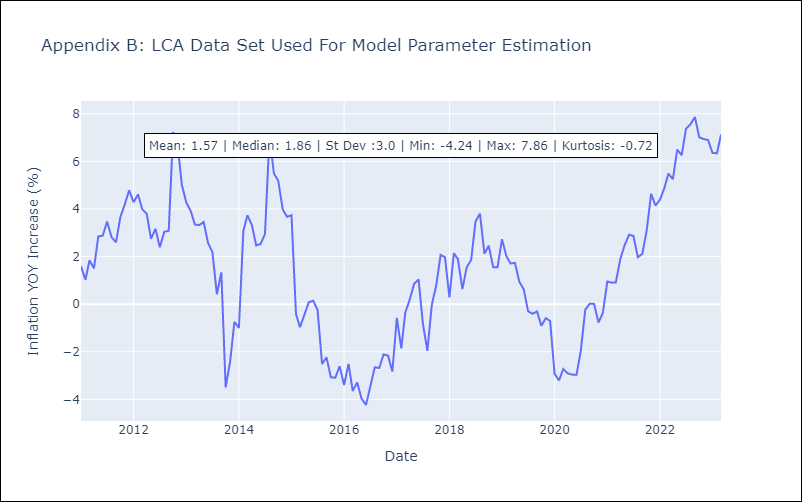 Appendix B: LCA Data Set Used For Model Parameter Estimation
Mean: 1.57 | Median: 1.86 | St Dev :3.0 | Min: -4.24 | Max: 7.86 | Kurtosis: -0.72
Inflation YOY Increase (%)
8
6
4
2
0
−2
−4
2012 2014 2016 2018 2020 2022
Date